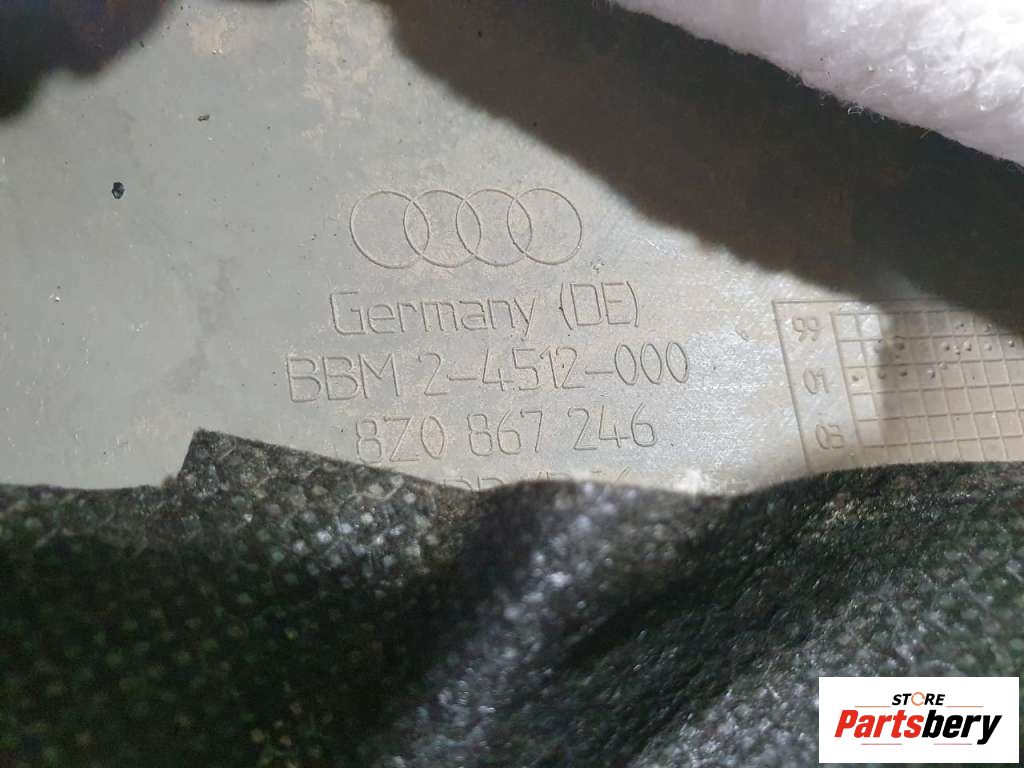 Germany (DE)
BBM 2-4512-000
8Z0 867 246
99
01
03
STORE
Partsbery